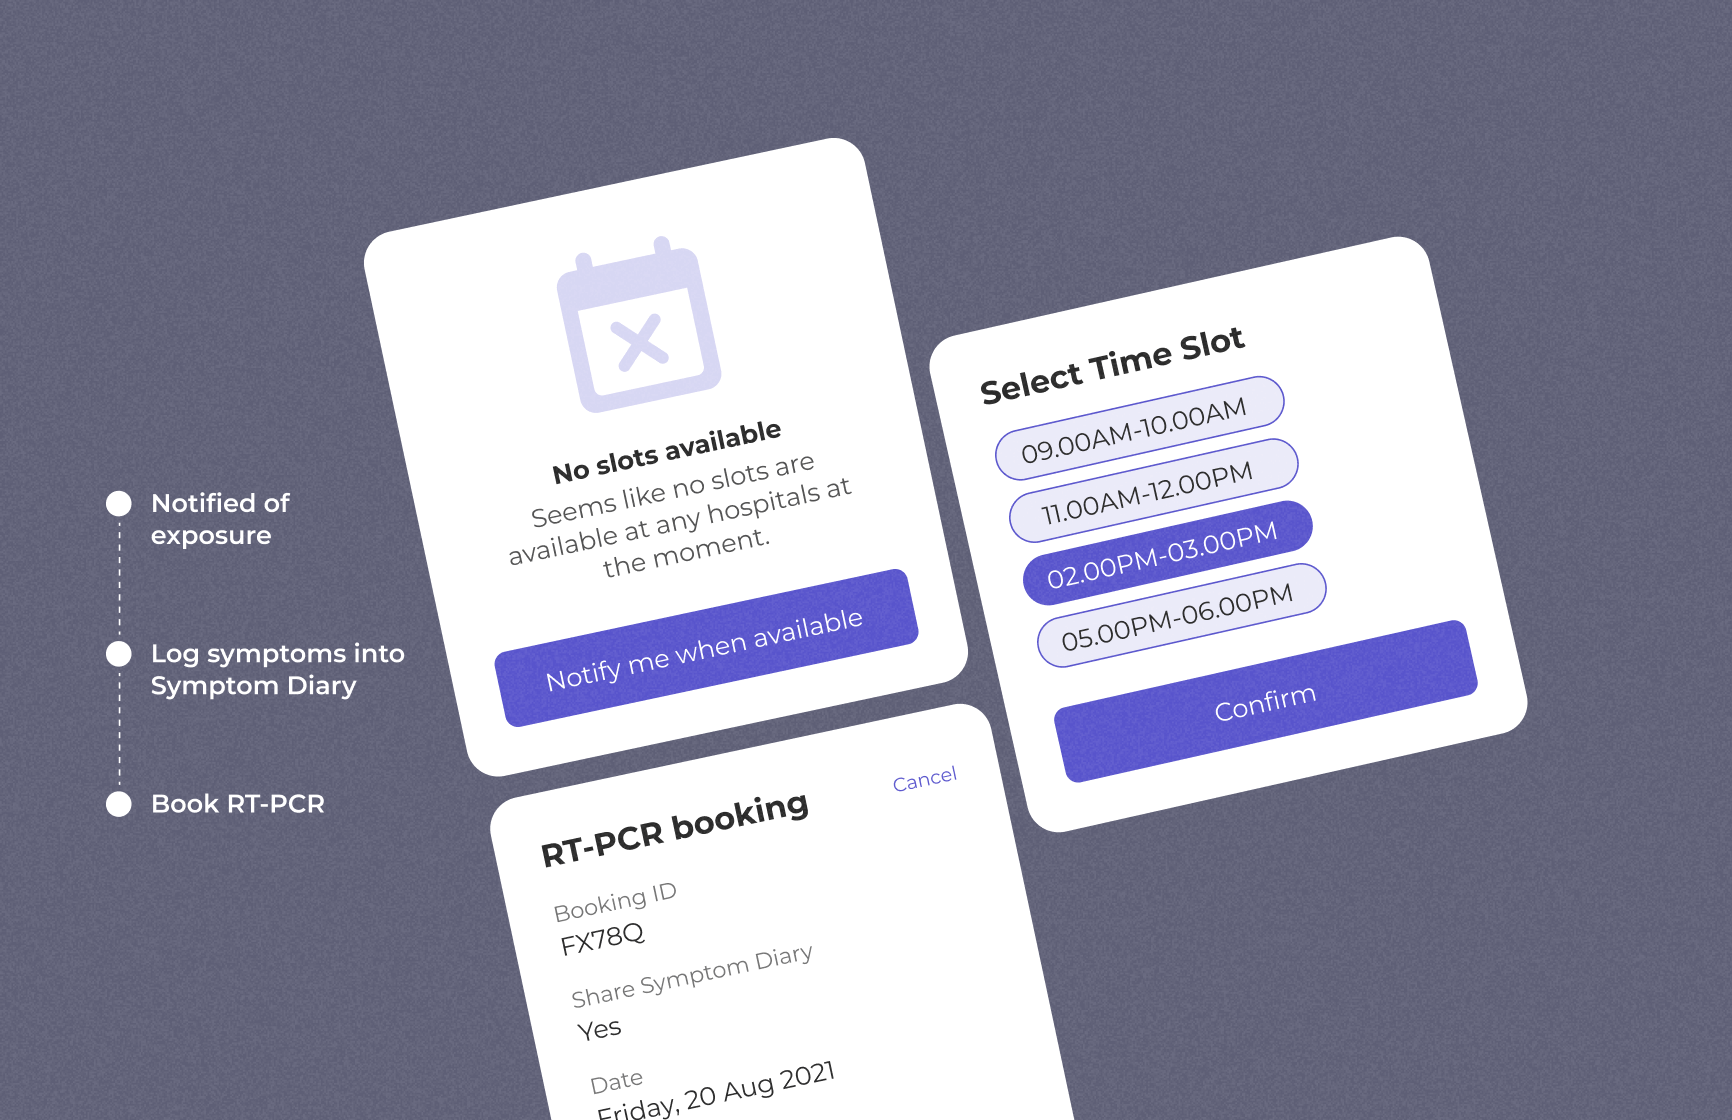 Notified of
exposure
Log symptoms into
Symptom Diary
Book RT-PCR
No slots available
Seems like no slots are
available at any hospitals at
the moment.
Notify me when available
Select Time Slot
09.00AM-10.00AM
11.00AM-12.00PM
02.00PM-03.00PM
05.00PM-06.00PM
Confirm
RT-PCR booking
Cancel
Booking ID
FX78Q
Share Symptom Diary
Yes
Date
Friday, 20 Aug 2021